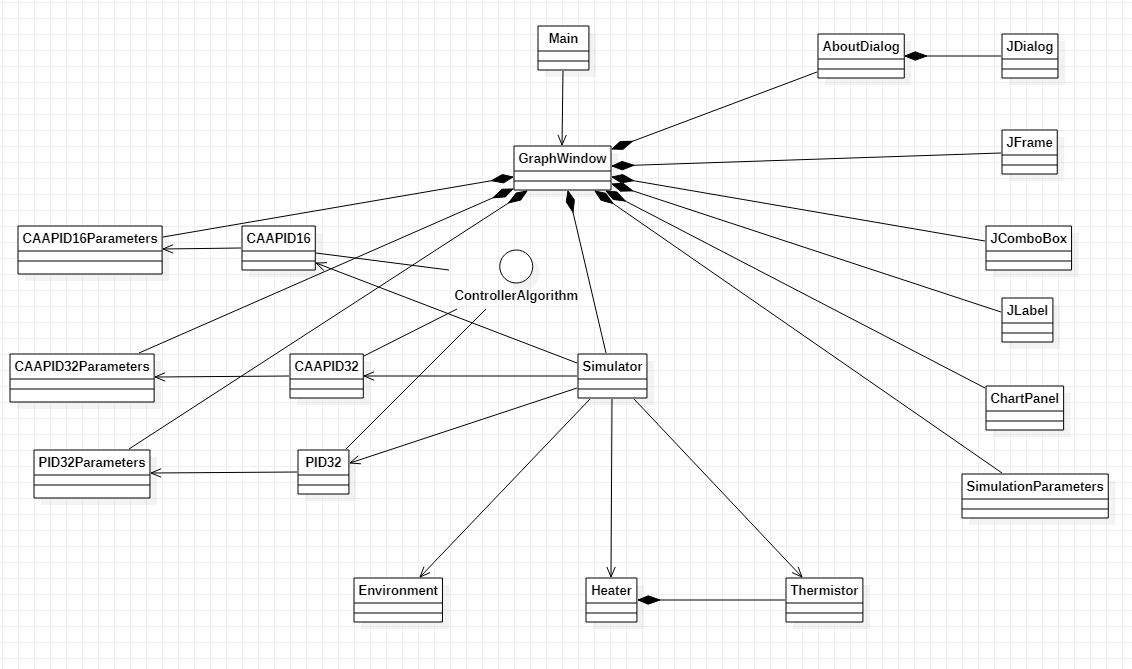 Main
AboutDialog
JDialog
JFrame
GraphWindow
CAAPID16Parameters
CAAPID16
JComboBox
ControllerAlgorithm
JLabel
CAAPID32Parameters
CAAPID32
Simulator
ChartPanel
PID32Parameters
PID32
SimulationParameters
Environment
Heater
Thermistor